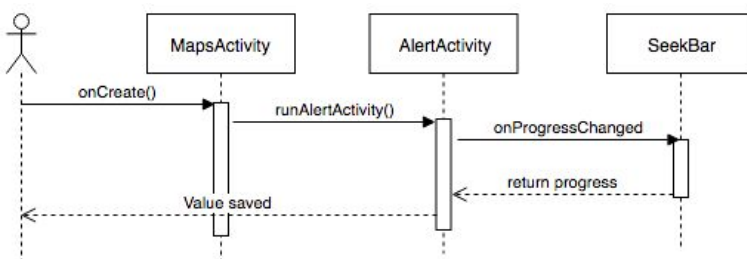 MapsActivity
AlertActivity
SeekBar
onCreate()
runAlertActivity()
onProgressChanged
return progress
Value saved